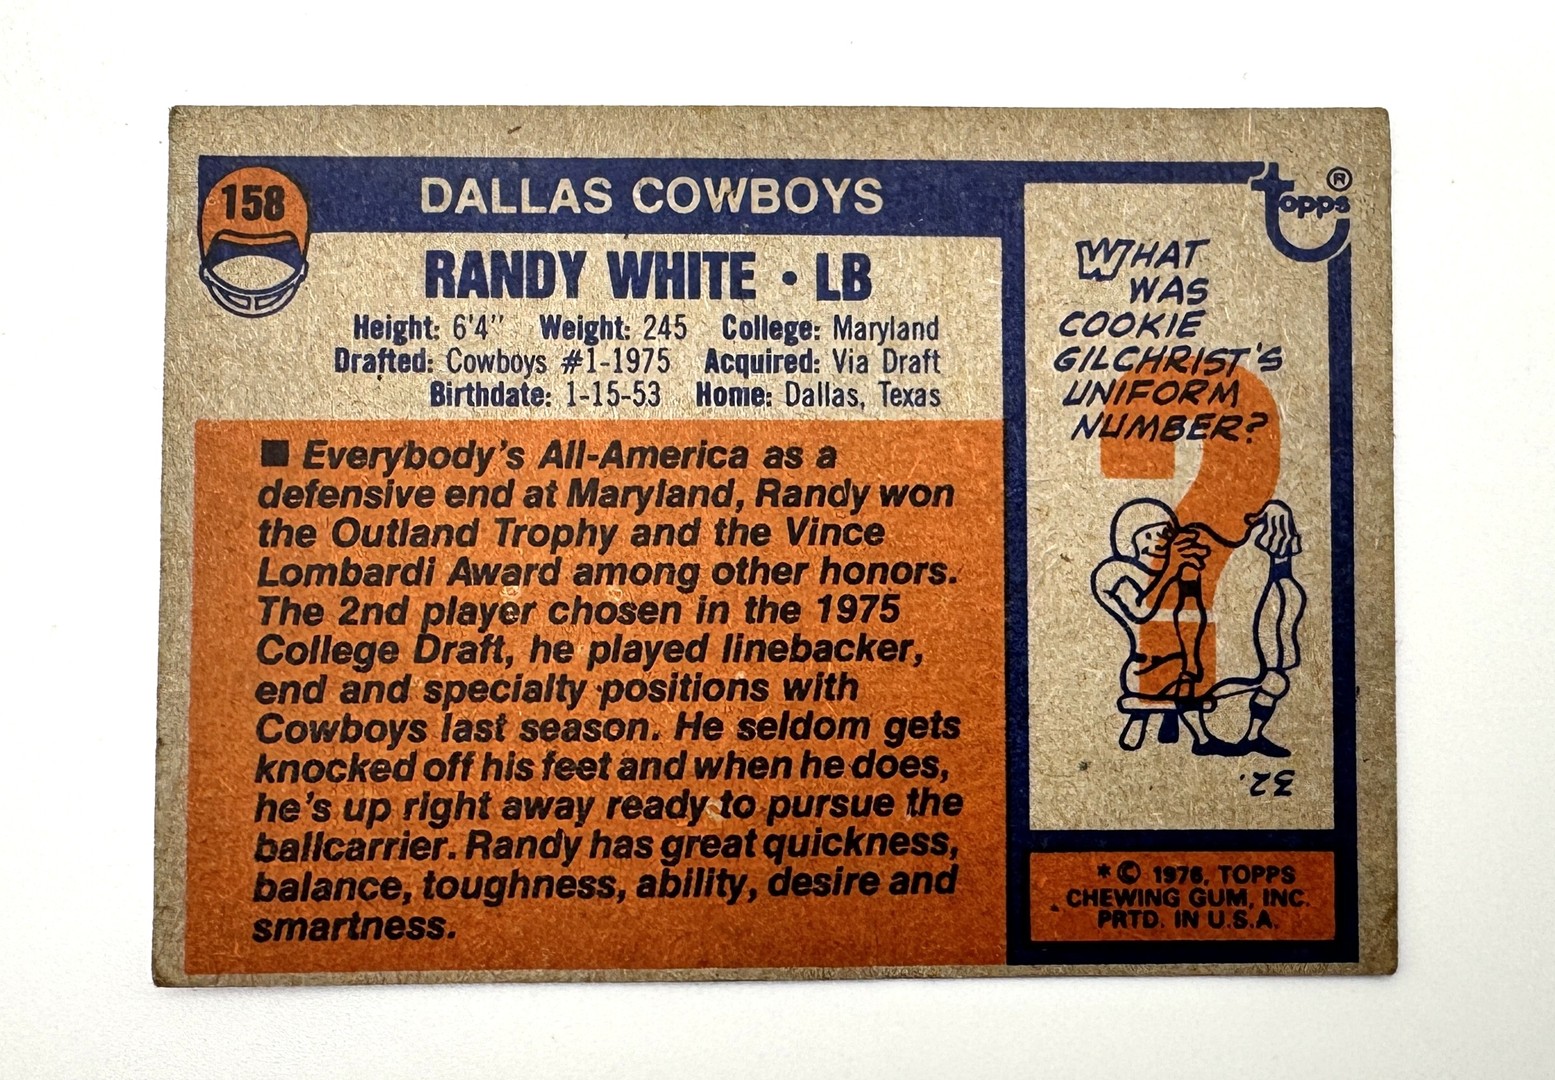 158
DALLAS COWBOYS
RANDY WHITE • LB
Height: 6'4" Weight: 245 College: Maryland
Drafted: Cowboys #1-1975 Acquired: Via Draft
Birthdate: 1-15-53 Home: Dallas, Texas
■ Everybody's All-America as a
defensive end at Maryland, Randy won
the Outland Trophy and the Vince
Lombardi Award among other honors.
The 2nd player chosen in the 1975
College Draft, he played linebacker,
end and specialty positions with
Cowboys last season. He seldom gets
knocked off his feet and when he does,
he's up right away ready to pursue the
ballcarrier. Randy has great quickness,
balance, toughness, ability, desire and
smartness.
topps ®
WHAT
WAS
COOKIE
GILCHRIST'S
UNIFORM
NUMBER?
32.
* © 1976, TOPPS
CHEWING GUM, INC.
PRTD. IN U.S.A.